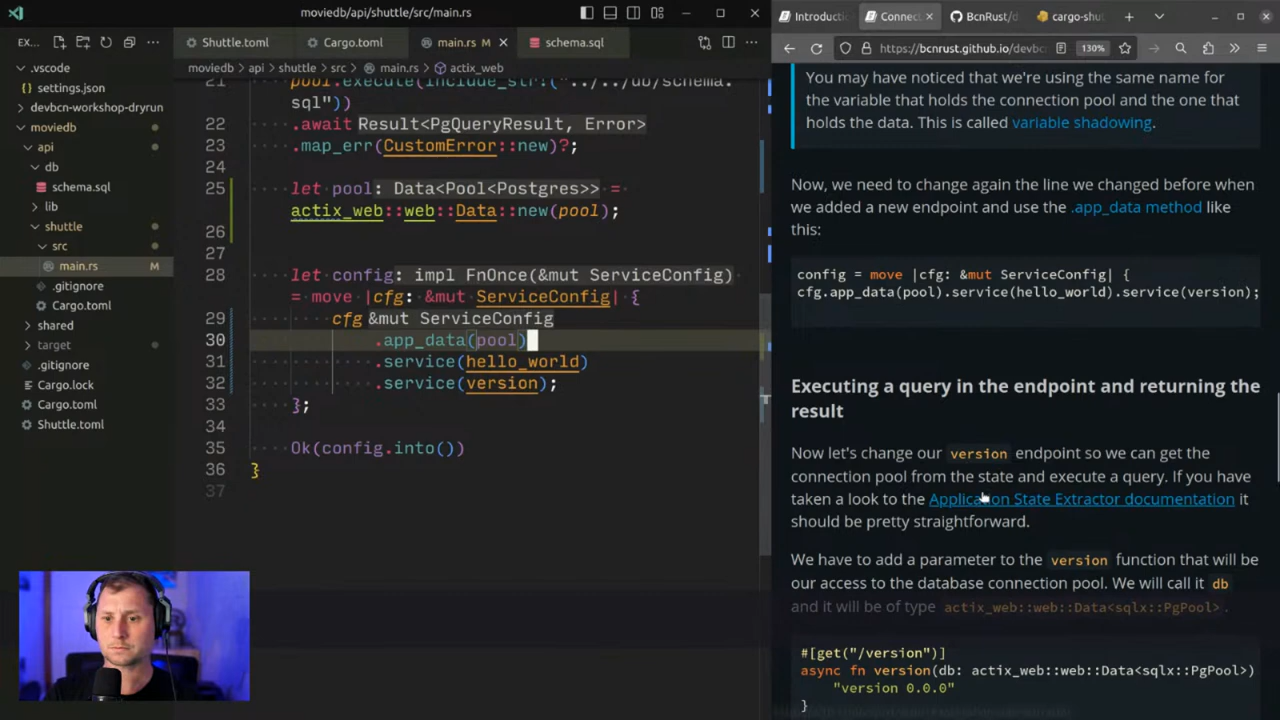 moviedb/api/shuttle/src/main.rs
EX...
Shuttle.toml
Cargo.toml
main.rs M
schema.sql
moviedb > api > shuttle > src > main.rs > actix_web
.vscode
settings.json
devbcn-workshop-dryrun
moviedb
api
db
schema.sql
lib
shuttle
src
main.rs M
.gitignore
Cargo.toml
shared
target
.gitignore
Cargo.lock
Cargo.toml
Shuttle.toml
21 pool.execute(include_str!("../../db/schema.
sql"))
22 .await Result<PgQueryResult, Error>
23 .map_err(CustomError::new)?;
24
25 let pool: Data<Pool<Postgres>> =
actix_web::web::Data::new(pool);
26
27
28 let config: impl FnOnce(&mut ServiceConfig)
= move |cfg: &mut ServiceConfig| {
29 cfg &mut ServiceConfig
30 .app_data(pool)
31 .service(hello_world)
32 .service(version);
33 };
34
35 Ok(config.into())
36 }
37
Introduction
Connec
BcnRust/d
cargo-shut
https://bcnrust.github.io/devbc
130%
You may have noticed that we're using the same name for
the variable that holds the connection pool and the one that
holds the data. This is called variable shadowing.
Now, we need to change again the line we changed before when
we added a new endpoint and use the .app_data method like
this:
config = move |cfg: &mut ServiceConfig| {
cfg.app_data(pool).service(hello_world).service(version);
Executing a query in the endpoint and returning the
result
Now let's change our version endpoint so we can get the
connection pool from the state and execute a query. If you have
taken a look to the Application State Extractor documentation it
should be pretty straightforward.
We have to add a parameter to the version function that will be
our access to the database connection pool. We will call it db
and it will be of type actix_web::web::Data<sqlx::PgPool>.
#[get("/version")]
async fn version(db: actix_web::web::Data<sqlx::PgPool>)
"version 0.0.0"
}